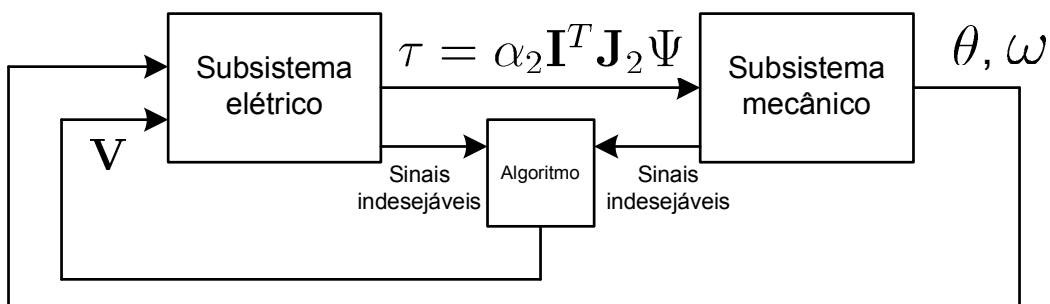 Subsistema
elétrico
τ = α₂IᵀJ₂Ψ
Subsistema
mecânico
θ, ω
V
Sinais
indesejáveis
Algoritmo
Sinais
indesejáveis